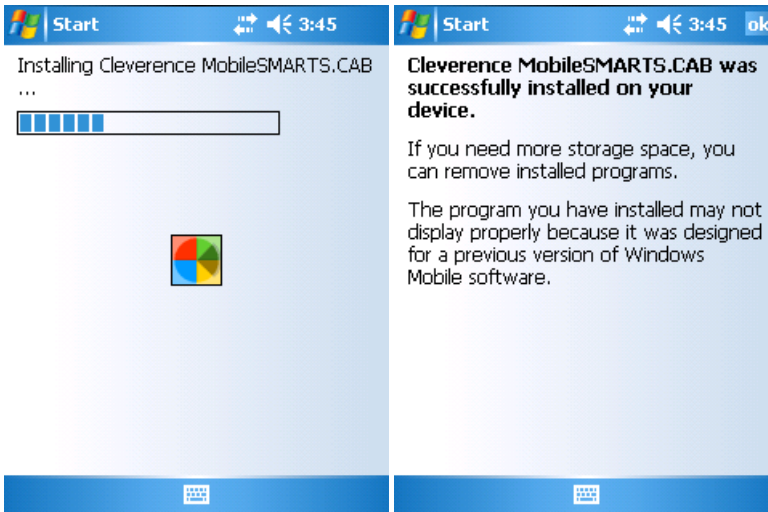 Start 3:45
Installing Cleverence MobileSMARTS.CAB
...
Start 3:45 ok
Cleverence MobileSMARTS.CAB was
successfully installed on your
device.
If you need more storage space, you
can remove installed programs.
The program you have installed may not
display properly because it was designed
for a previous version of Windows
Mobile software.